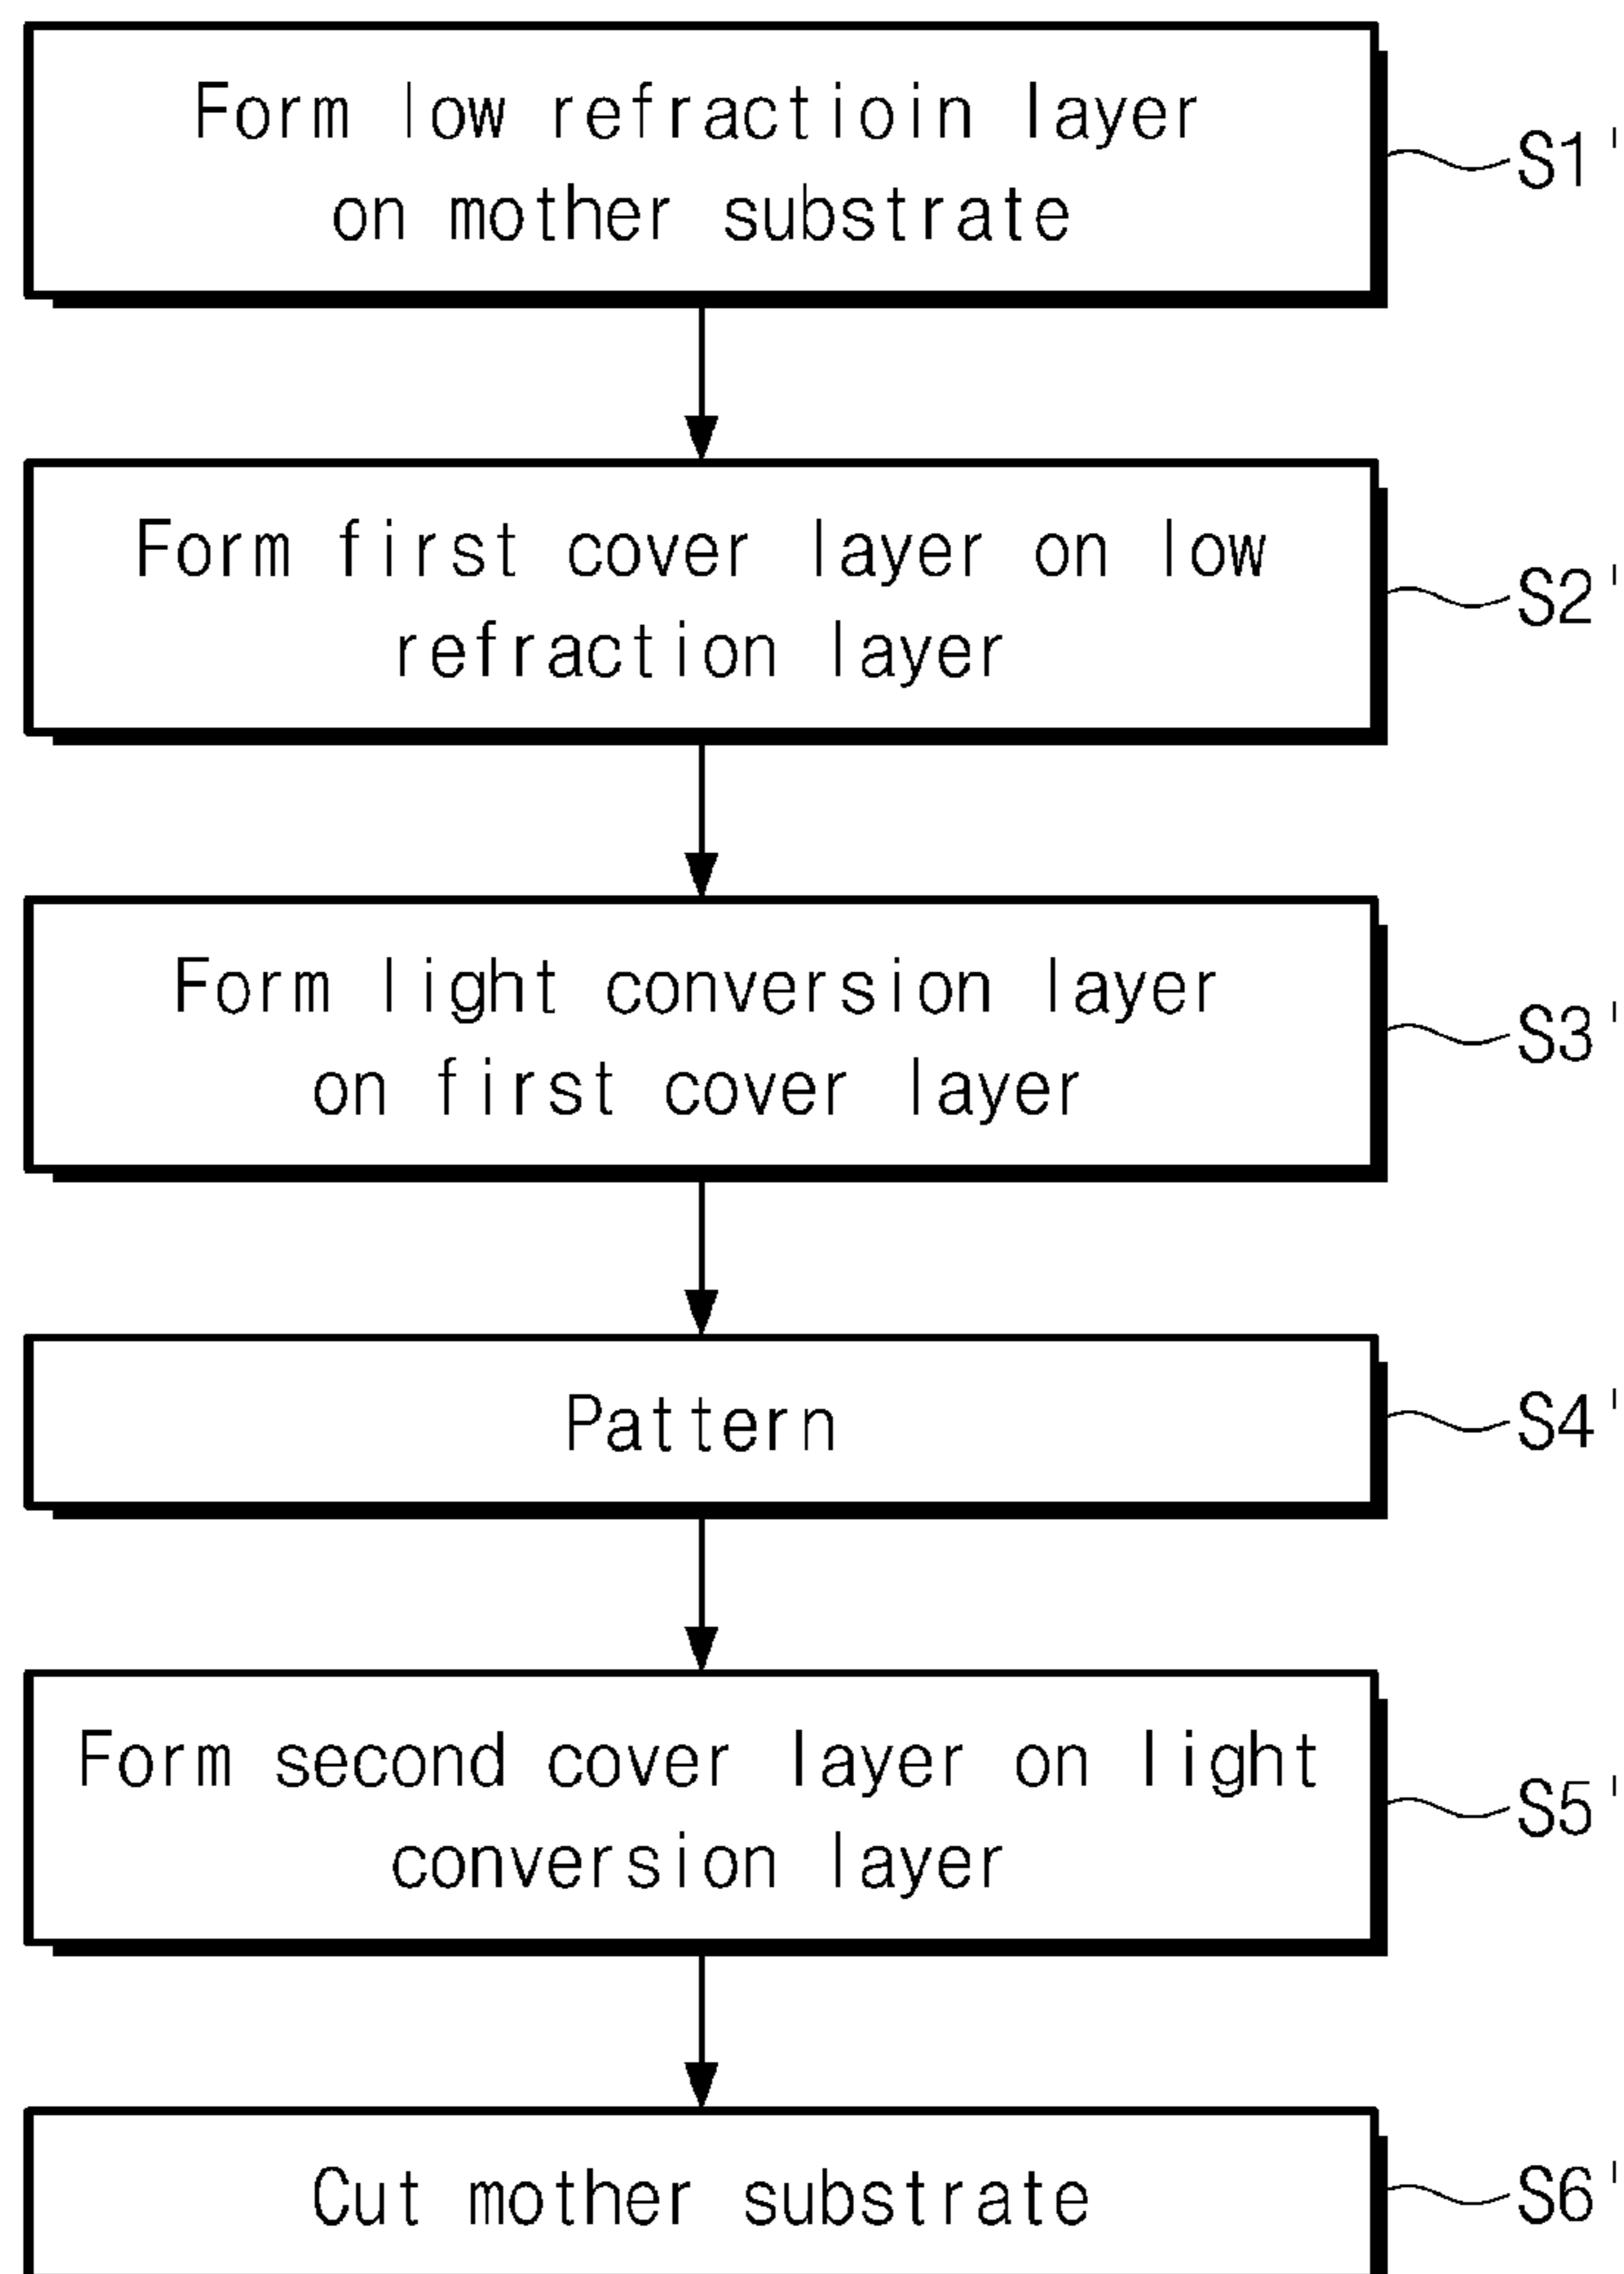 Form low refractioin layer
on mother substrate
S1'
Form first cover layer on low
refraction layer
S2'
Form light conversion layer
on first cover layer
S3'
Pattern
S4'
Form second cover layer on light
conversion layer
S5'
Cut mother substrate
S6'